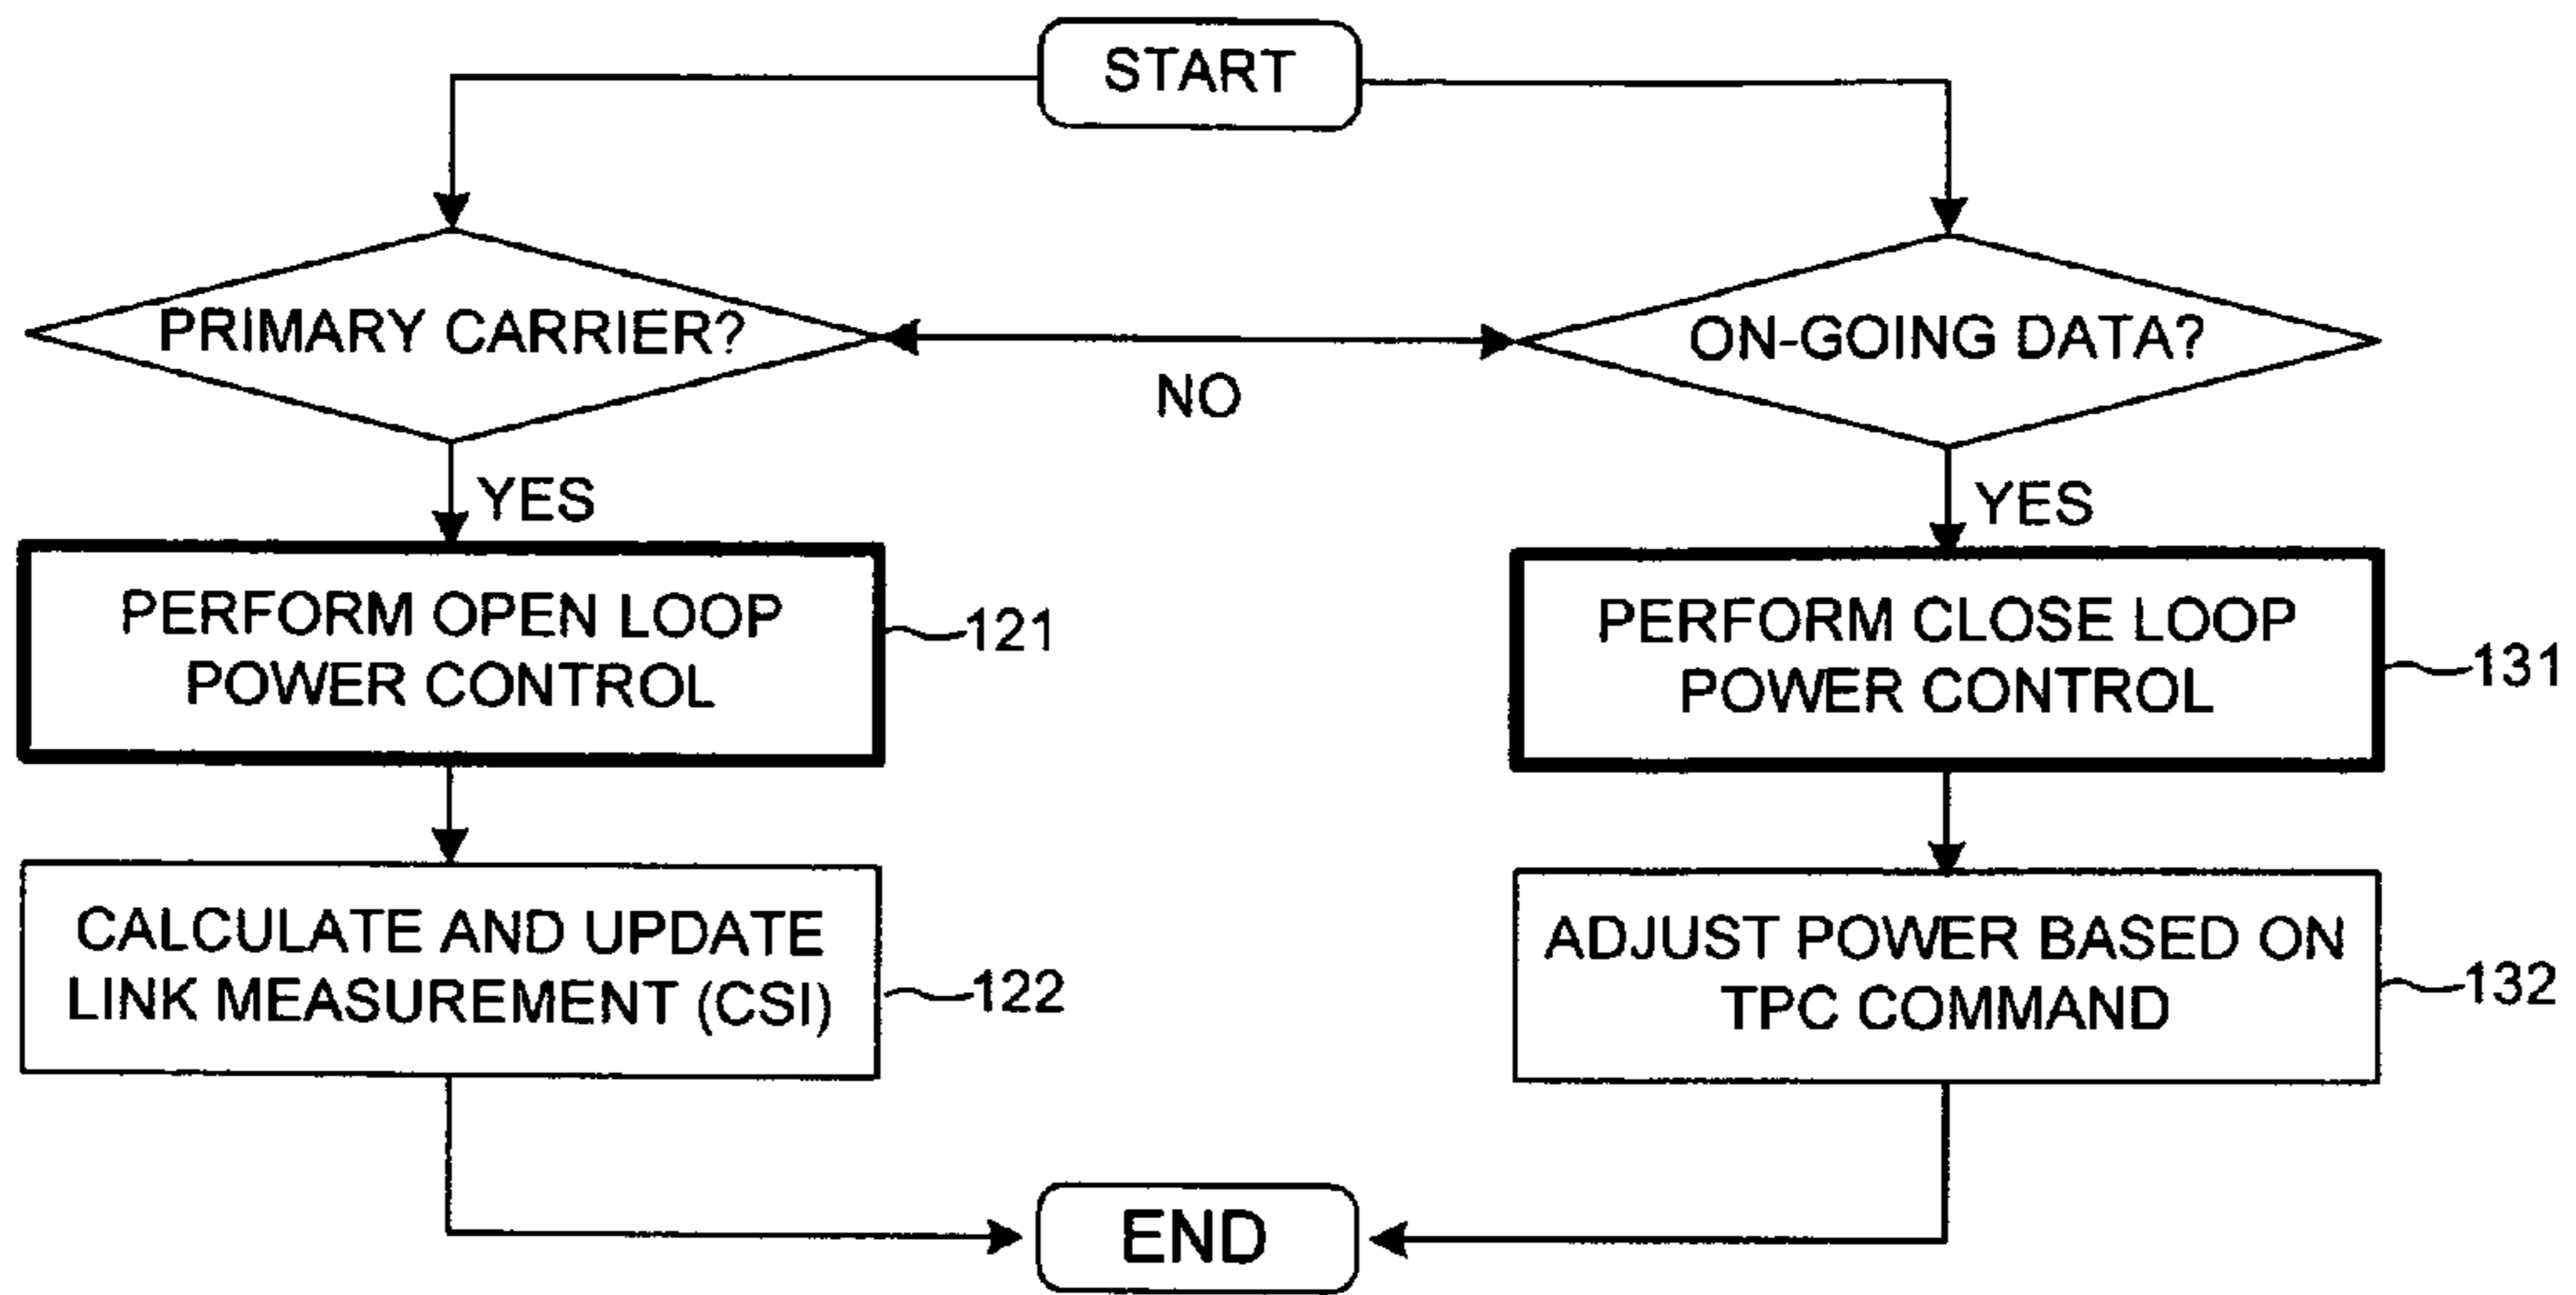 START
PRIMARY CARRIER?
ON-GOING DATA?
NO
YES
YES
PERFORM OPEN LOOP
POWER CONTROL
121
PERFORM CLOSE LOOP
POWER CONTROL
131
CALCULATE AND UPDATE
LINK MEASUREMENT (CSI)
122
ADJUST POWER BASED ON
TPC COMMAND
132
END